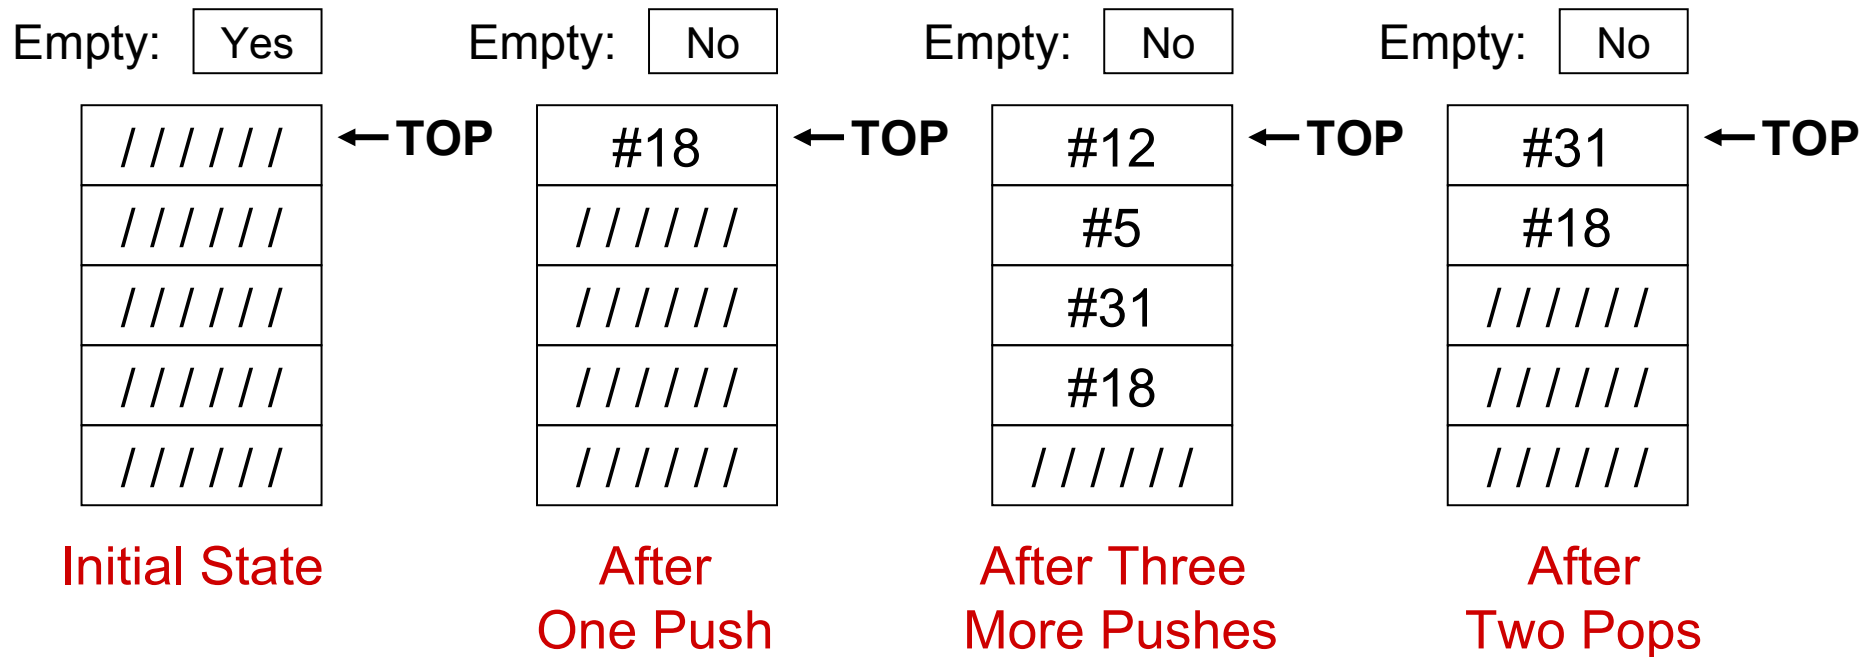 Empty: Yes
Empty: No
Empty: No
Empty: No
/ / / / / / ←TOP
#18 ←TOP
#12 ←TOP
#31 ←TOP
/ / / / / /
/ / / / / /
#5
#18
/ / / / / /
/ / / / / /
#31
/ / / / / /
/ / / / / /
/ / / / / /
#18
/ / / / / /
/ / / / / /
/ / / / / /
/ / / / / /
/ / / / / /
Initial State
After
One Push
After Three
More Pushes
After
Two Pops